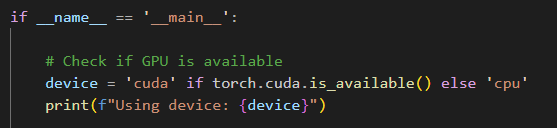 if __name__ == '__main__':
# Check if GPU is available
device = 'cuda' if torch.cuda.is_available() else 'cpu'
print(f"Using device: {device}")